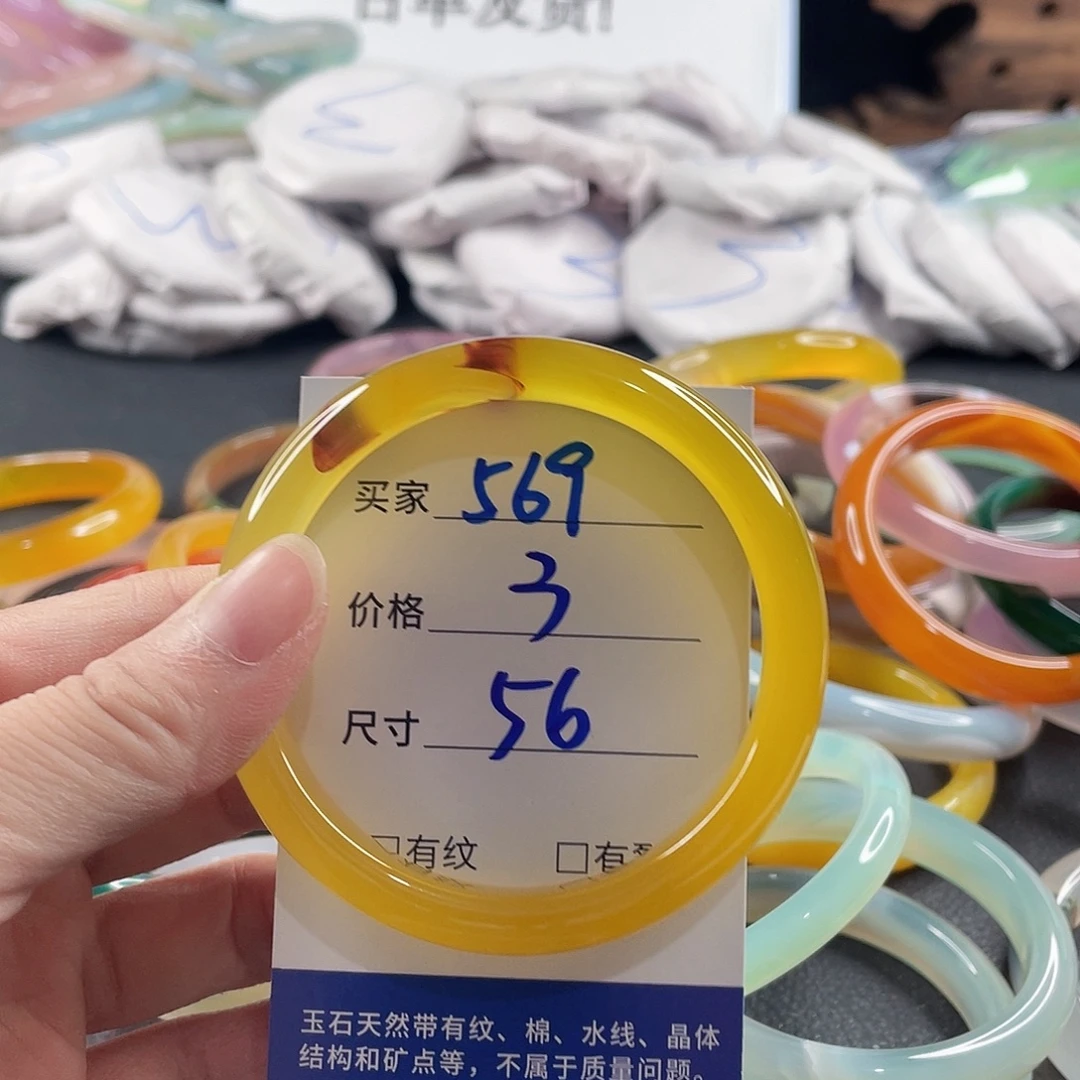 买家 569
价格 3
尺寸 56
□有纹 □有
玉石天然带有纹、棉、水线、晶体
结构和矿点等，不属于质量问题。